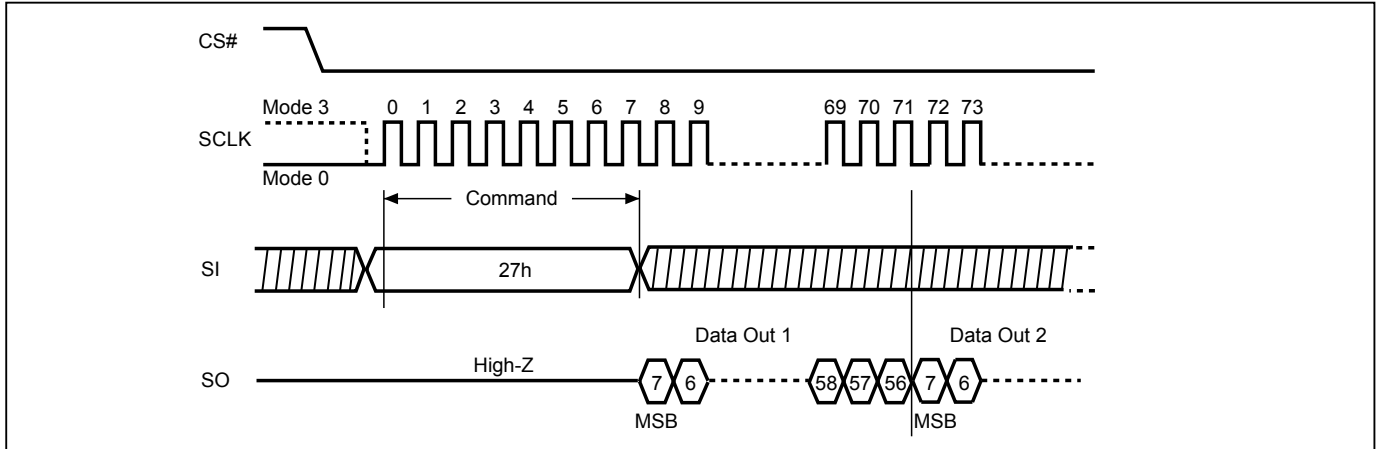 CS#
Mode 3 0 1 2 3 4 5 6 7 8 9 69 70 71 72 73
SCLK
Mode 0
Command
SI 27h
Data Out 1 Data Out 2
High-Z
SO 7 6 58 57 56 7 6
MSB MSB